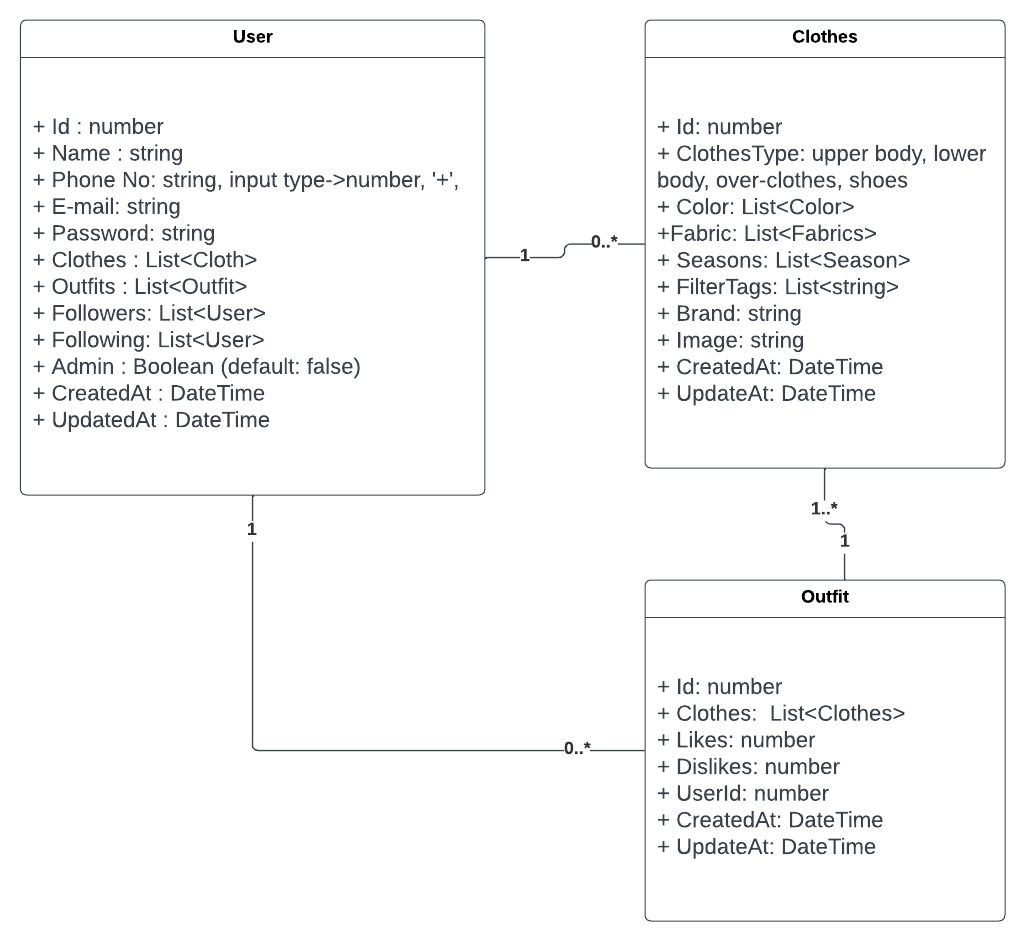 User
+ Id : number
+ Name : string
+ Phone No: string, input type->number, '+',
+ E-mail: string
+ Password: string
+ Clothes : List<Cloth>
+ Outfits : List<Outfit>
+ Followers: List<User>
+ Following: List<User>
+ Admin : Boolean (default: false)
+ CreatedAt : DateTime
+ UpdatedAt : DateTime
1
0..*
Clothes
+ Id: number
+ ClothesType: upper body, lower
body, over-clothes, shoes
+ Color: List<Color>
+Fabric: List<Fabrics>
+ Seasons: List<Season>
+ FilterTags: List<string>
+ Brand: string
+ Image: string
+ CreatedAt: DateTime
+ UpdateAt: DateTime
1..*
1
1
0..*
Outfit
+ Id: number
+ Clothes:  List<Clothes>
+ Likes: number
+ Dislikes: number
+ UserId: number
+ CreatedAt: DateTime
+ UpdateAt: DateTime